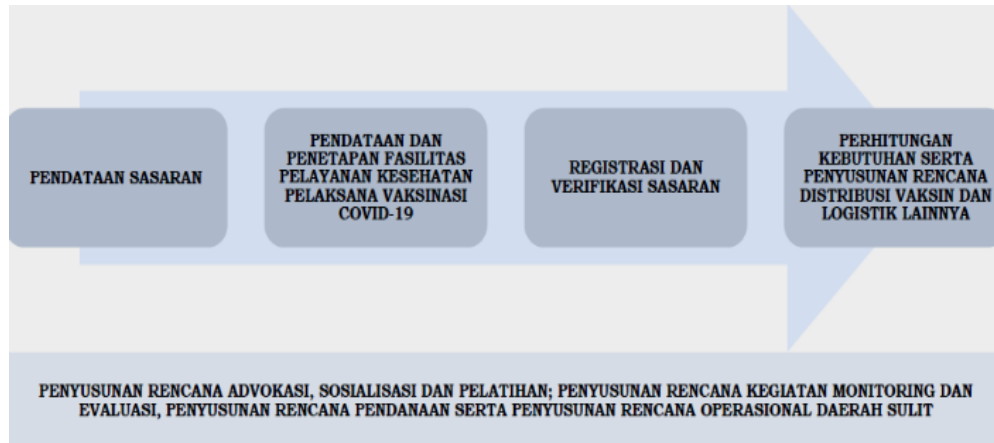 PENDATAAN SASARAN
PENDATAAN DAN
PENETAPAN FASILITAS
PELAYANAN KESEHATAN
PELAKSANA VAKSINASI
COVID-19
REGISTRASI DAN
VERIFIKASI SASARAN
PERHITUNGAN
KEBUTUHAN SERTA
PENYUSUNAN RENCANA
DISTRIBUSI VAKSIN DAN
LOGISTIK LAINNYA
PENYUSUNAN RENCANA ADVOKASI, SOSIALISASI DAN PELATIHAN; PENYUSUNAN RENCANA KEGIATAN MONITORING DAN
EVALUASI, PENYUSUNAN RENCANA PENDANAAN SERTA PENYUSUNAN RENCANA OPERASIONAL DAERAH SULIT